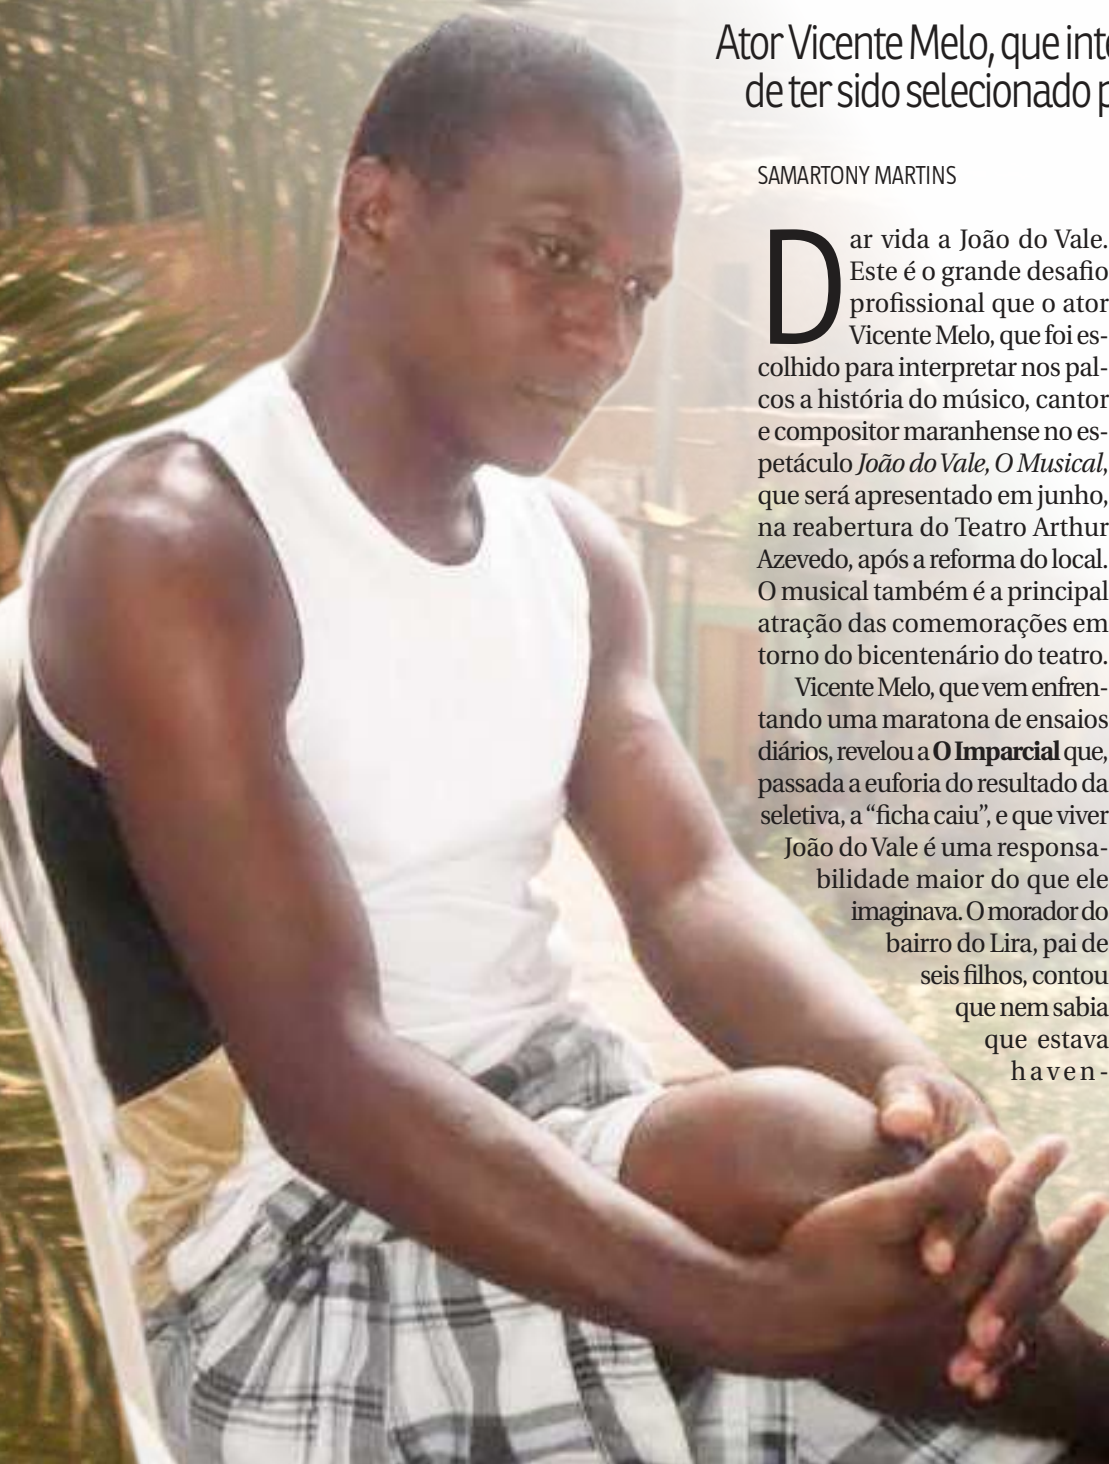 Ator Vicente Melo, que
de ter sido selecionado
SAMARTONY MARTINS
Dar vida a João do Vale.
Este é o grande desafio
profissional que o ator
Vicente Melo, que foi es-
colhido para interpretar nos pal-
cos a história do músico, cantor
e compositor maranhense no es-
petáculo João do Vale, O Musical,
que será apresentado em junho,
na reabertura do Teatro Arthur
Azevedo, após a reforma do local.
O musical também é a principal
atração das comemorações em
torno do bicentenário do teatro.
Vicente Melo, que vem enfren-
tando uma maratona de ensaios
diários, revelou a O Imparcial que,
passada a euforia do resultado da
seletiva, a “ficha caiu”, e que viver
João do Vale é uma responsa-
bilidade maior do que ele
imaginava. O morador do
bairro do Lira, pai de
seis filhos, contou
que nem sabia
que estava
haven-